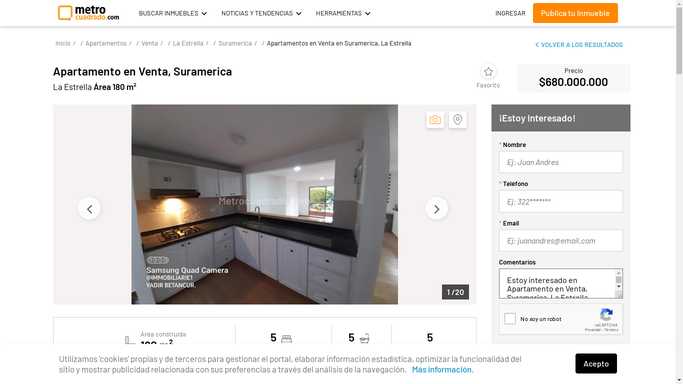 metro
cuadrado.com
BUSCAR INMUEBLES
NOTICIAS Y TENDENCIAS
HERRAMIENTAS
INGRESAR
Publica tu Inmueble
Inicio / / Apartamentos / / Venta / / La Estrella / / Suramerica / / Apartamentos en Venta en Suramerica, La Estrella
VOLVER A LOS RESULTADOS
Apartamento en Venta, Suramerica
La Estrella Área 180 m²
Favorito
Precio
$680.000.000
Samsung Quad Camera
YADIR BETANCUR.
1 / 20
¡Estoy Interesado!
* Nombre
Ej: Juan Andres
* Teléfono
Ej: 322*******
* Email
Ej: juanandres@email.com
Comentarios
Estoy interesado en
Apartamento en Venta,
Suramerica, La Estrella
No soy un robot
reCAPTCHA
Privacidad - Términos
Área construida
5
5
5
Utilizamos 'cookies' propias y de terceros para gestionar el portal, elaborar información estadística, optimizar la funcionalidad del
sitio y mostrar publicidad relacionada con sus preferencias a través del análisis de la navegación. Más información.
Acepto